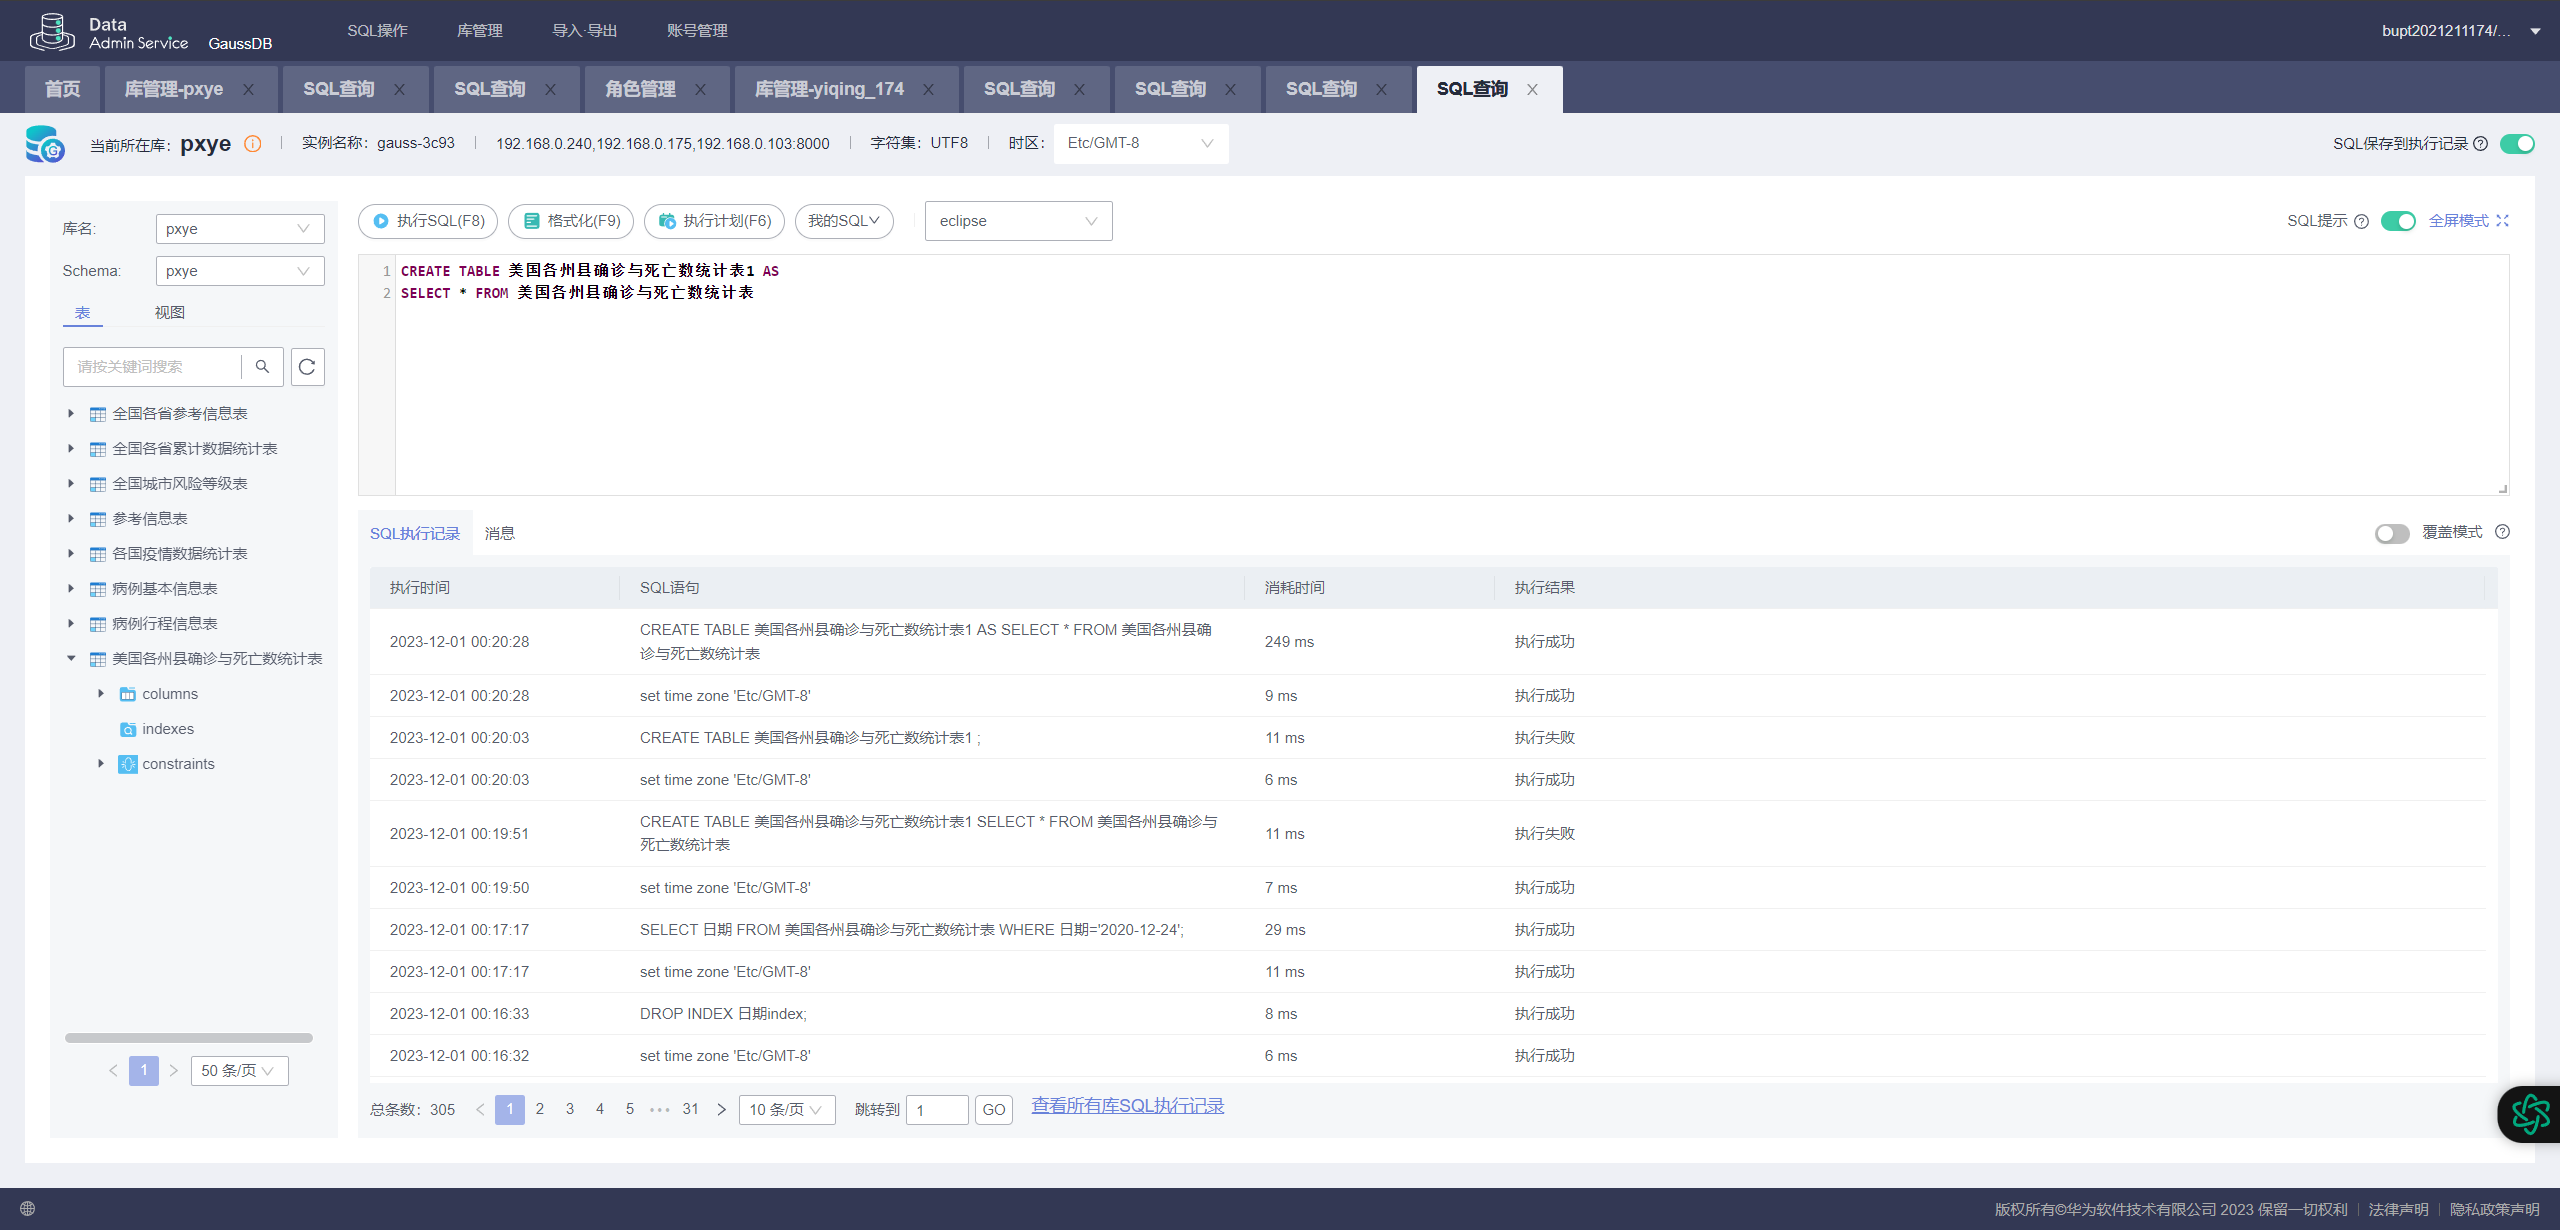 Data
Admin Service GaussDB SQL操作 库管理 导入·导出 账号管理 bupt2021211174/...
首页 库管理-pxye SQL查询 SQL查询 角色管理 库管理-yiqing_174 SQL查询 SQL查询 SQL查询 SQL查询
当前所在库: pxye 实例名称: gauss-3c93 192.168.0.240,192.168.0.175,192.168.0.103:8000 字符集: UTF8 时区: Etc/GMT-8 SQL保存到执行记录
库名: pxye
Schema: pxye
表 视图
请按关键词搜索
全国各省参考信息表
全国各省累计数据统计表
全国城市风险等级表
参考信息表
各国疫情数据统计表
病例基本信息表
病例行程信息表
美国各州县确诊与死亡数统计表
columns
indexes
constraints
1 50 条/页
执行SQL(F8) 格式化(F9) 执行计划(F6) 我的SQL eclipse SQL提示 全屏模式
1 CREATE TABLE 美国各州县确诊与死亡数统计表1 AS
2 SELECT * FROM 美国各州县确诊与死亡数统计表
SQL执行记录 消息 覆盖模式
执行时间 SQL语句 消耗时间 执行结果
2023-12-01 00:20:28 CREATE TABLE 美国各州县确诊与死亡数统计表1 AS SELECT * FROM 美国各州县确
诊与死亡数统计表 249 ms 执行成功
2023-12-01 00:20:28 set time zone 'Etc/GMT-8' 9 ms 执行成功
2023-12-01 00:20:03 CREATE TABLE 美国各州县确诊与死亡数统计表1 ; 11 ms 执行失败
2023-12-01 00:20:03 set time zone 'Etc/GMT-8' 6 ms 执行成功
2023-12-01 00:19:51 CREATE TABLE 美国各州县确诊与死亡数统计表1 SELECT * FROM 美国各州县确诊与
死亡数统计表 11 ms 执行失败
2023-12-01 00:19:50 set time zone 'Etc/GMT-8' 7 ms 执行成功
2023-12-01 00:17:17 SELECT 日期 FROM 美国各州县确诊与死亡数统计表 WHERE 日期='2020-12-24'; 29 ms 执行成功
2023-12-01 00:17:17 set time zone 'Etc/GMT-8' 11 ms 执行成功
2023-12-01 00:16:33 DROP INDEX 日期index; 8 ms 执行成功
2023-12-01 00:16:32 set time zone 'Etc/GMT-8' 6 ms 执行成功
总条数: 305 1 2 3 4 5 ••• 31 10 条/页 跳转到 1 GO 查看所有库SQL执行记录
版权所有©华为软件技术有限公司 2023 保留一切权利 法律声明 隐私政策声明